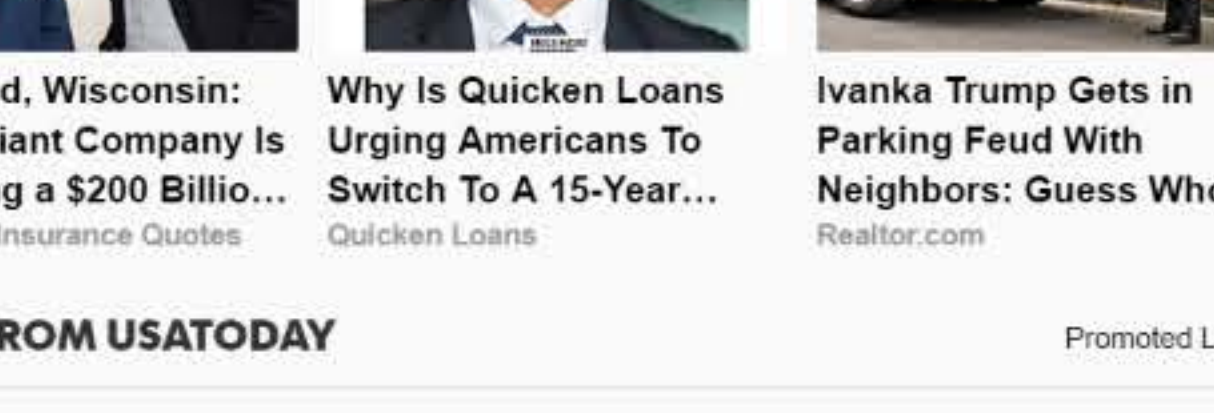 d, Wisconsin:
iant Company Is
g a $200 Billio...
Insurance Quotes
Why Is Quicken Loans
Urging Americans To
Switch To A 15-Year...
Quicken Loans
Ivanka Trump Gets in
Parking Feud With
Neighbors: Guess Who
Realtor.com
ROM USATODAY
Promoted L